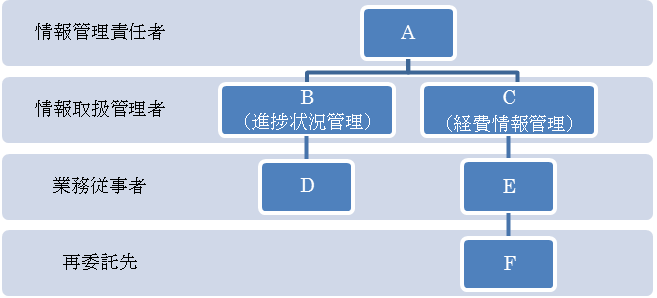 情報管理責任者
A
情報取扱管理者
B
（進捗状況管理）
C
（経費情報管理）
業務従事者
D
E
再委託先
F